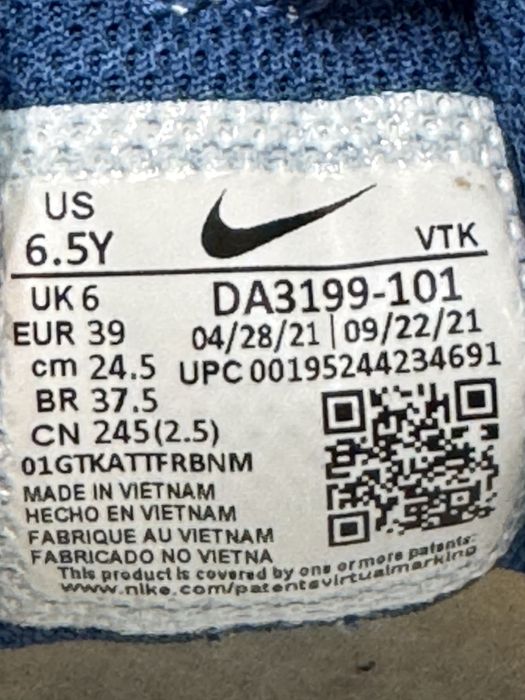 US
6.5Y
VTK
UK 6
DA3199-101
EUR 39
04/28/21 | 09/22/21
cm 24.5
UPC 00195244234691
BR 37.5
CN 245(2.5)
01GTKATTFRBNM
MADE IN VIETNAM
HECHO EN VIETNAM
FABRIQUE AU VIETNAM
FABRICADO NO VIETNA
This product is covered by one or more patents:
www.nike.com/patentsvirtualmarking